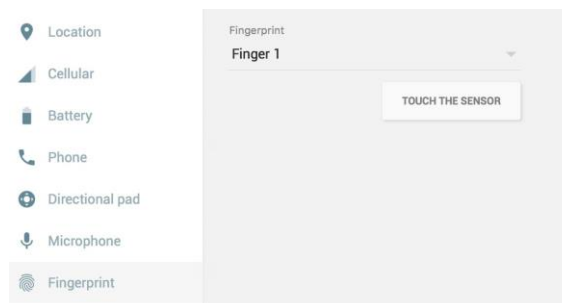 Location
Cellular
Battery
Phone
Directional pad
Microphone
Fingerprint
Fingerprint
Finger 1
TOUCH THE SENSOR